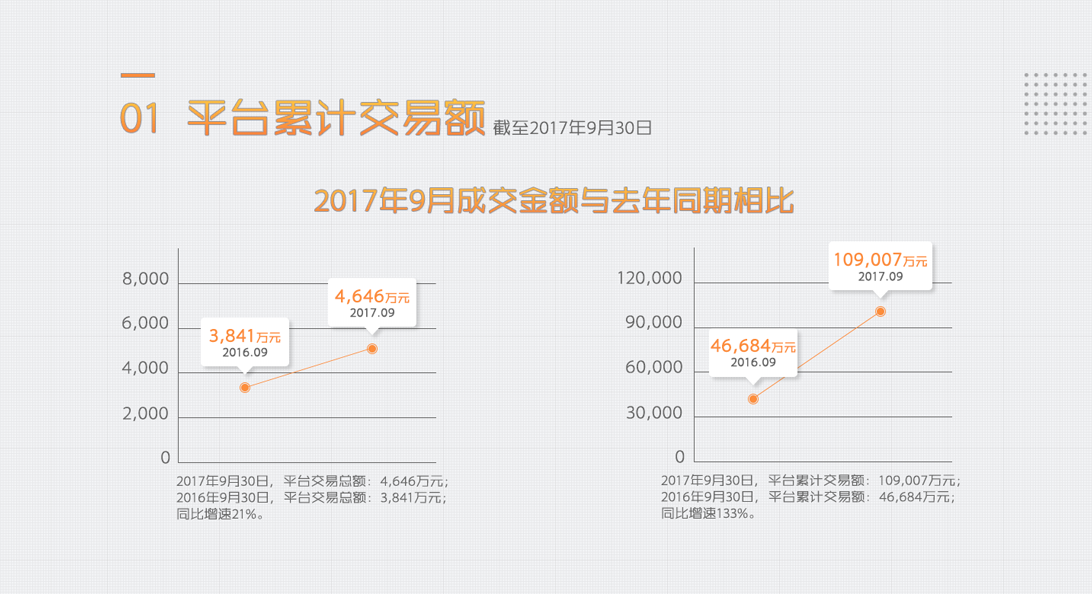 01 平台累计交易额 截至2017年9月30日
2017年9月成交金额与去年同期相比
8,000
6,000
4,000
2,000
0
4,646万元
2017.09
3,841万元
2016.09
2017年9月30日，平台交易总额：4,646万元；
2016年9月30日，平台交易总额：3,841万元；
同比增速21%。
120,000
90,000
60,000
30,000
0
109,007万元
2017.09
46,684万元
2016.09
2017年9月30日，平台累计交易额：109,007万元；
2016年9月30日，平台累计交易额：46,684万元；
同比增速133%。